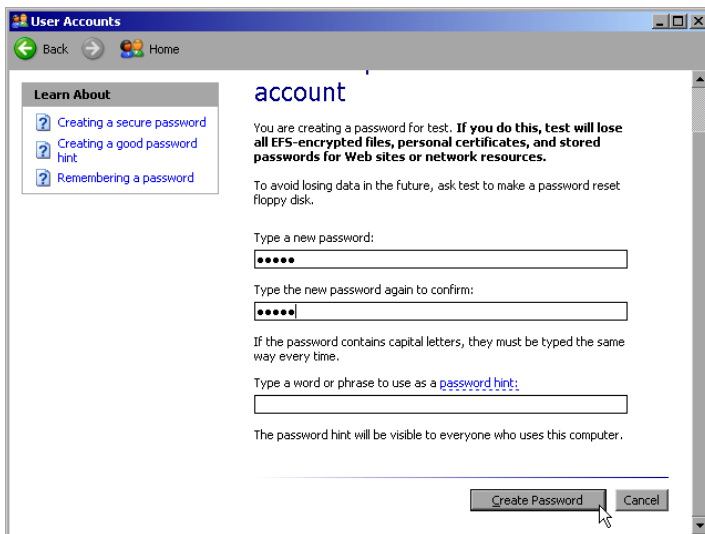 User Accounts
Back Home
Learn About
Creating a secure password
Creating a good password
hint
Remembering a password
account
You are creating a password for test. If you do this, test will lose
all EFS-encrypted files, personal certificates, and stored
passwords for Web sites or network resources.
To avoid losing data in the future, ask test to make a password reset
floppy disk.
Type a new password:
●●●●●
Type the new password again to confirm:
●●●●●
If the password contains capital letters, they must be typed the same
way every time.
Type a word or phrase to use as a password hint:
The password hint will be visible to everyone who uses this computer.
Create Password Cancel